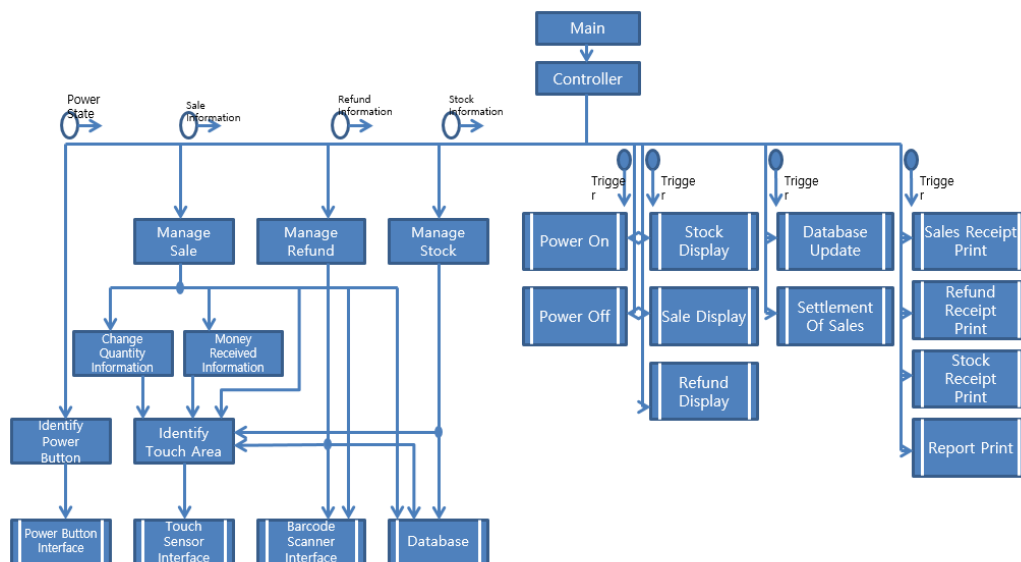 Main
Controller
Power
State
Sale
Information
Refund
Information
Stock
Information
Trigge
r
Trigge
r
Trigge
r
Trigge
r
Manage
Sale
Manage
Refund
Manage
Stock
Power On
Stock
Display
Database
Update
Sales Receipt
Print
Power Off
Sale Display
Settlement
Of Sales
Refund
Receipt
Print
Change
Quantity
Information
Money
Received
Information
Refund
Display
Stock
Receipt
Print
Identify
Power
Button
Identify
Touch Area
Report Print
Power Button
Interface
Touch
Sensor
Interface
Barcode
Scanner
Interface
Database